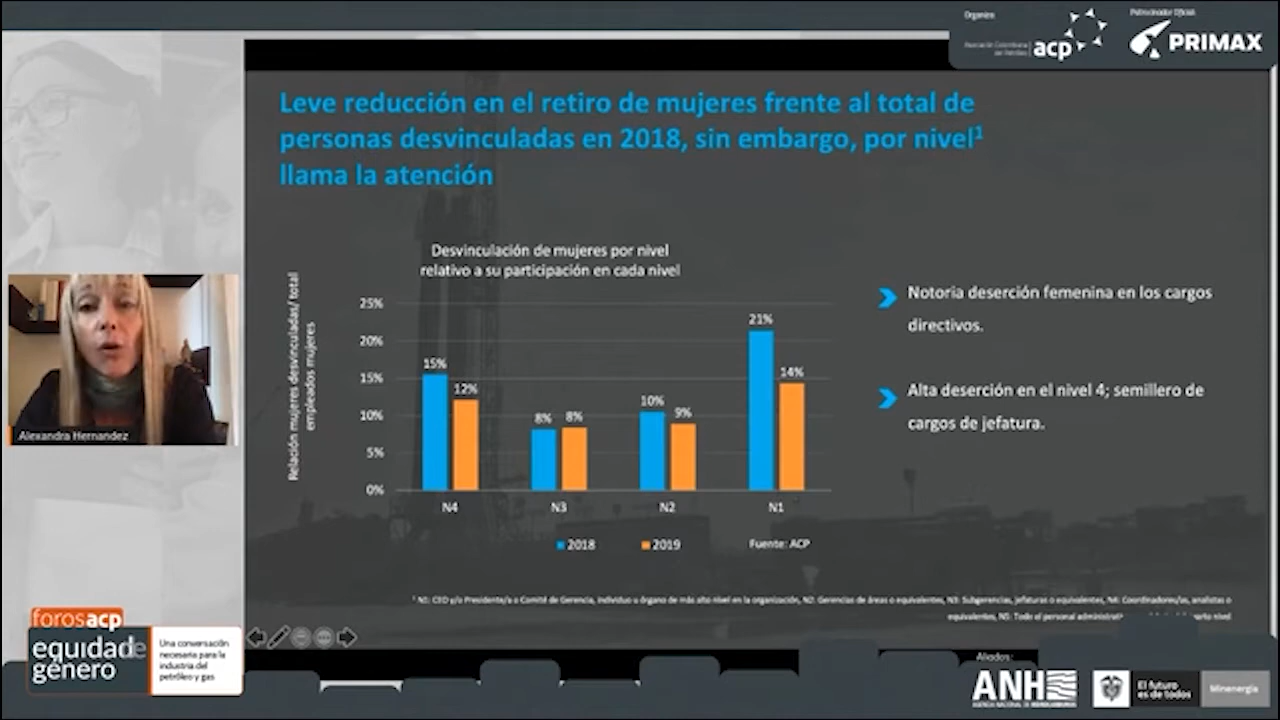 Organiza
Asociación Colombiana
del Petróleo
acp
Patrocinador Oficial
PRIMAX
Leve reducción en el retiro de mujeres frente al total de
personas desvinculadas en 2018, sin embargo, por nivel¹
llama la atención
Desvinculación de mujeres por nivel
relativo a su participación en cada nivel
Relación mujeres desvinculadas/ total
empleados mujeres
25%
20%
15%
10%
5%
0%
15%
12%
8%
8%
10%
9%
21%
14%
N4
N3
N2
N1
2018
2019
Fuente: ACP
Notoria deserción femenina en los cargos
directivos.
Alta deserción en el nivel 4; semillero de
cargos de jefatura.
¹ N1: CEO y/o Presidente/a o Comité de Gerencia, individuo u órgano de más alto nivel en la organización, N2: Gerencias de áreas o equivalentes, N3: Subgerencias, jefaturas o equivalentes, N4: Coordinadores/as, analistas o
equivalentes, N5: Todo el personal
Alexandra Hernandez
forosacp
equidad de
género
Una conversación
necesaria para la
industria del
petróleo y gas
Aliados:
ANH
AGENCIA NACIONAL DE HIDROCARBUROS
El futuro
es de todos
Minenergía